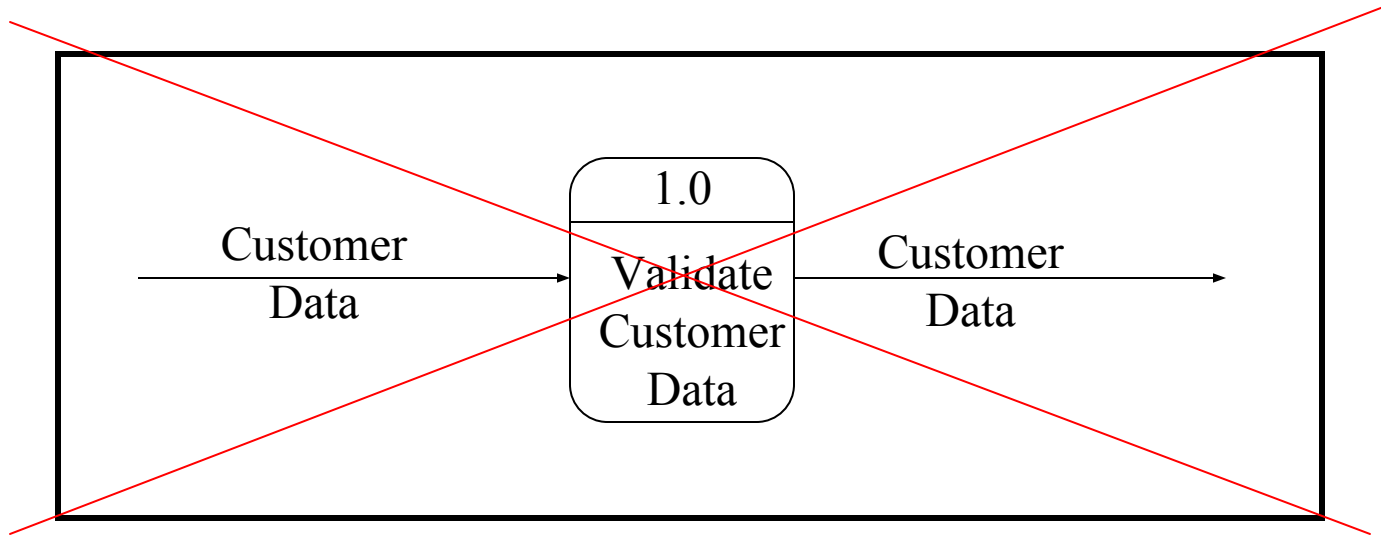 Customer
Data
1.0
Validate
Customer
Data
Customer
Data